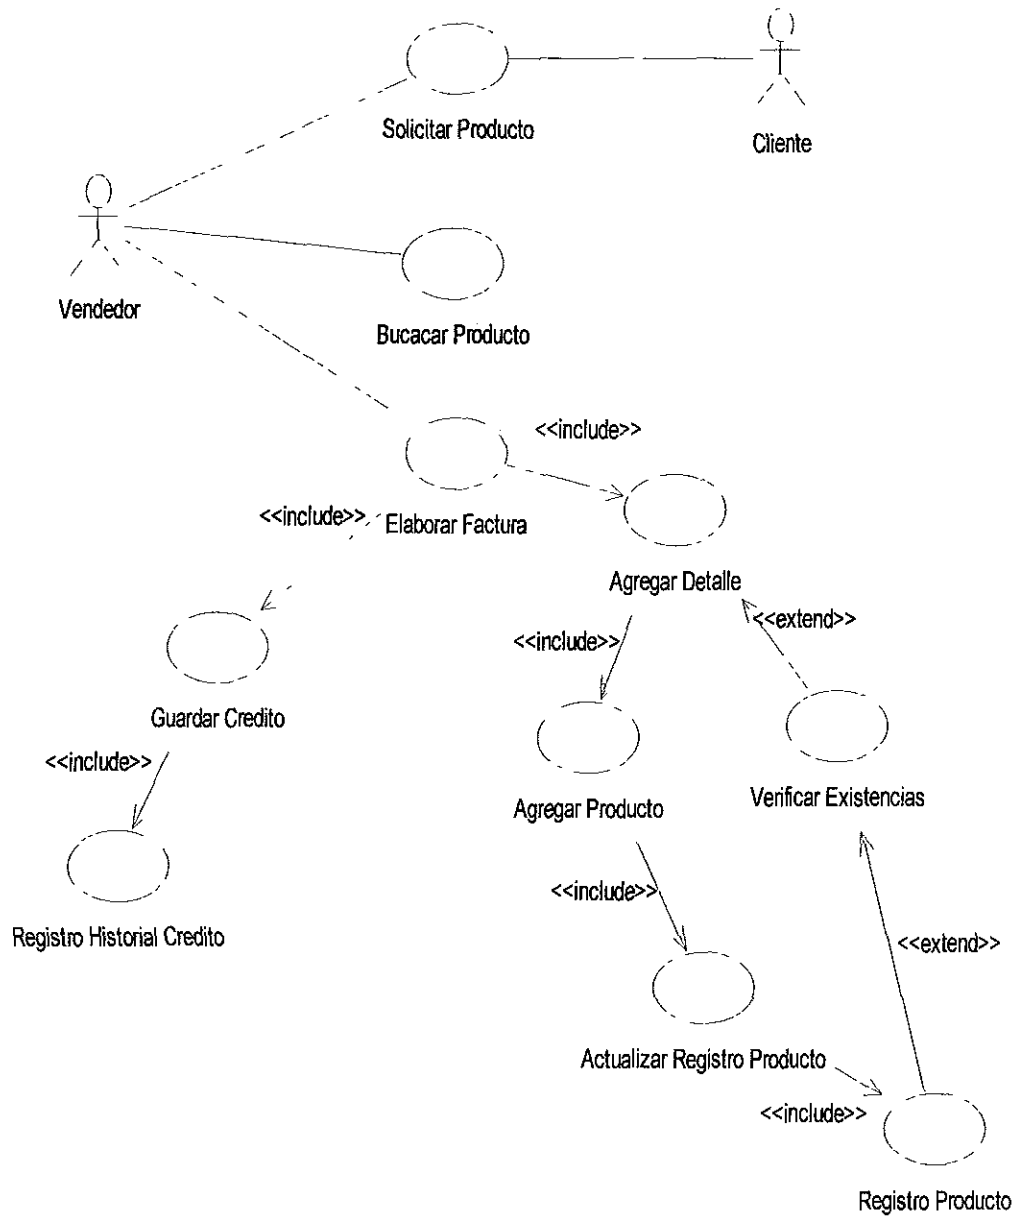 Solicitar Producto
Cliente
Vendedor
Bucacar Producto
<<include>>
<<include>>
Elaborar Factura
Agregar Detalle
<<extend>>
<<include>>
Guardar Credito
<<include>>
Verificar Existencias
Agregar Producto
<<include>>
Registro Historial Credito
<<extend>>
Actualizar Registro Producto
<<include>>
Registro Producto